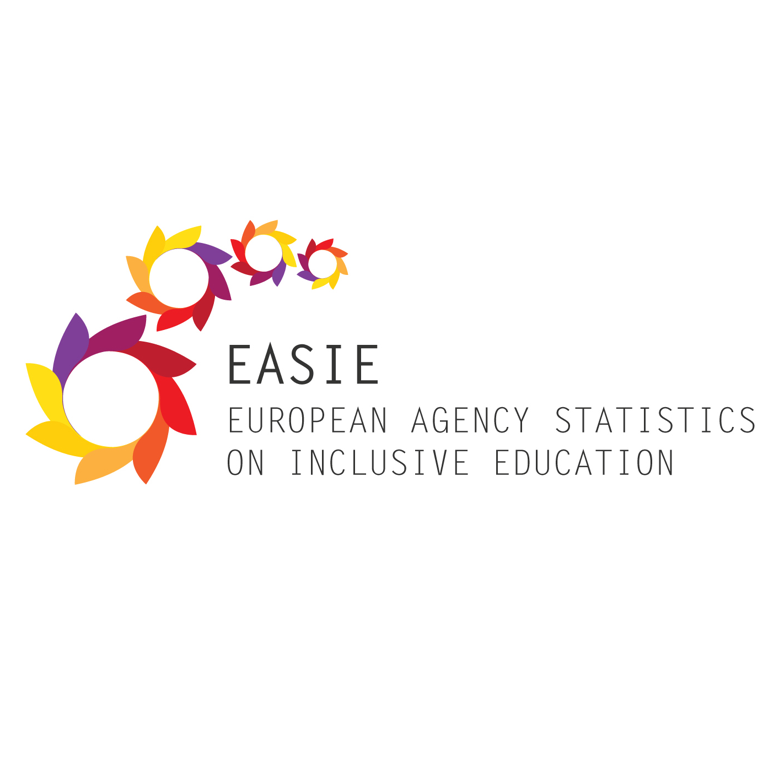 EASIE
EUROPEAN AGENCY STATISTICS
ON INCLUSIVE EDUCATION